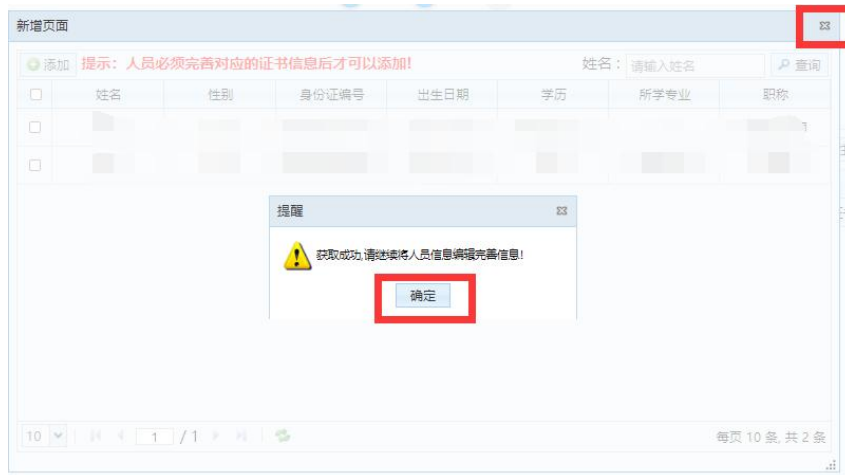 新增页面
添加 提示：人员必须完善对应的证书信息后才可以添加! 姓名： 请输入姓名 查询
姓名 性别 身份证编号 出生日期 学历 所学专业 职称
提醒
获取成功,请继续将人员信息编辑完善信息!
确定
10 1 / 1 每页 10 条, 共 2 条